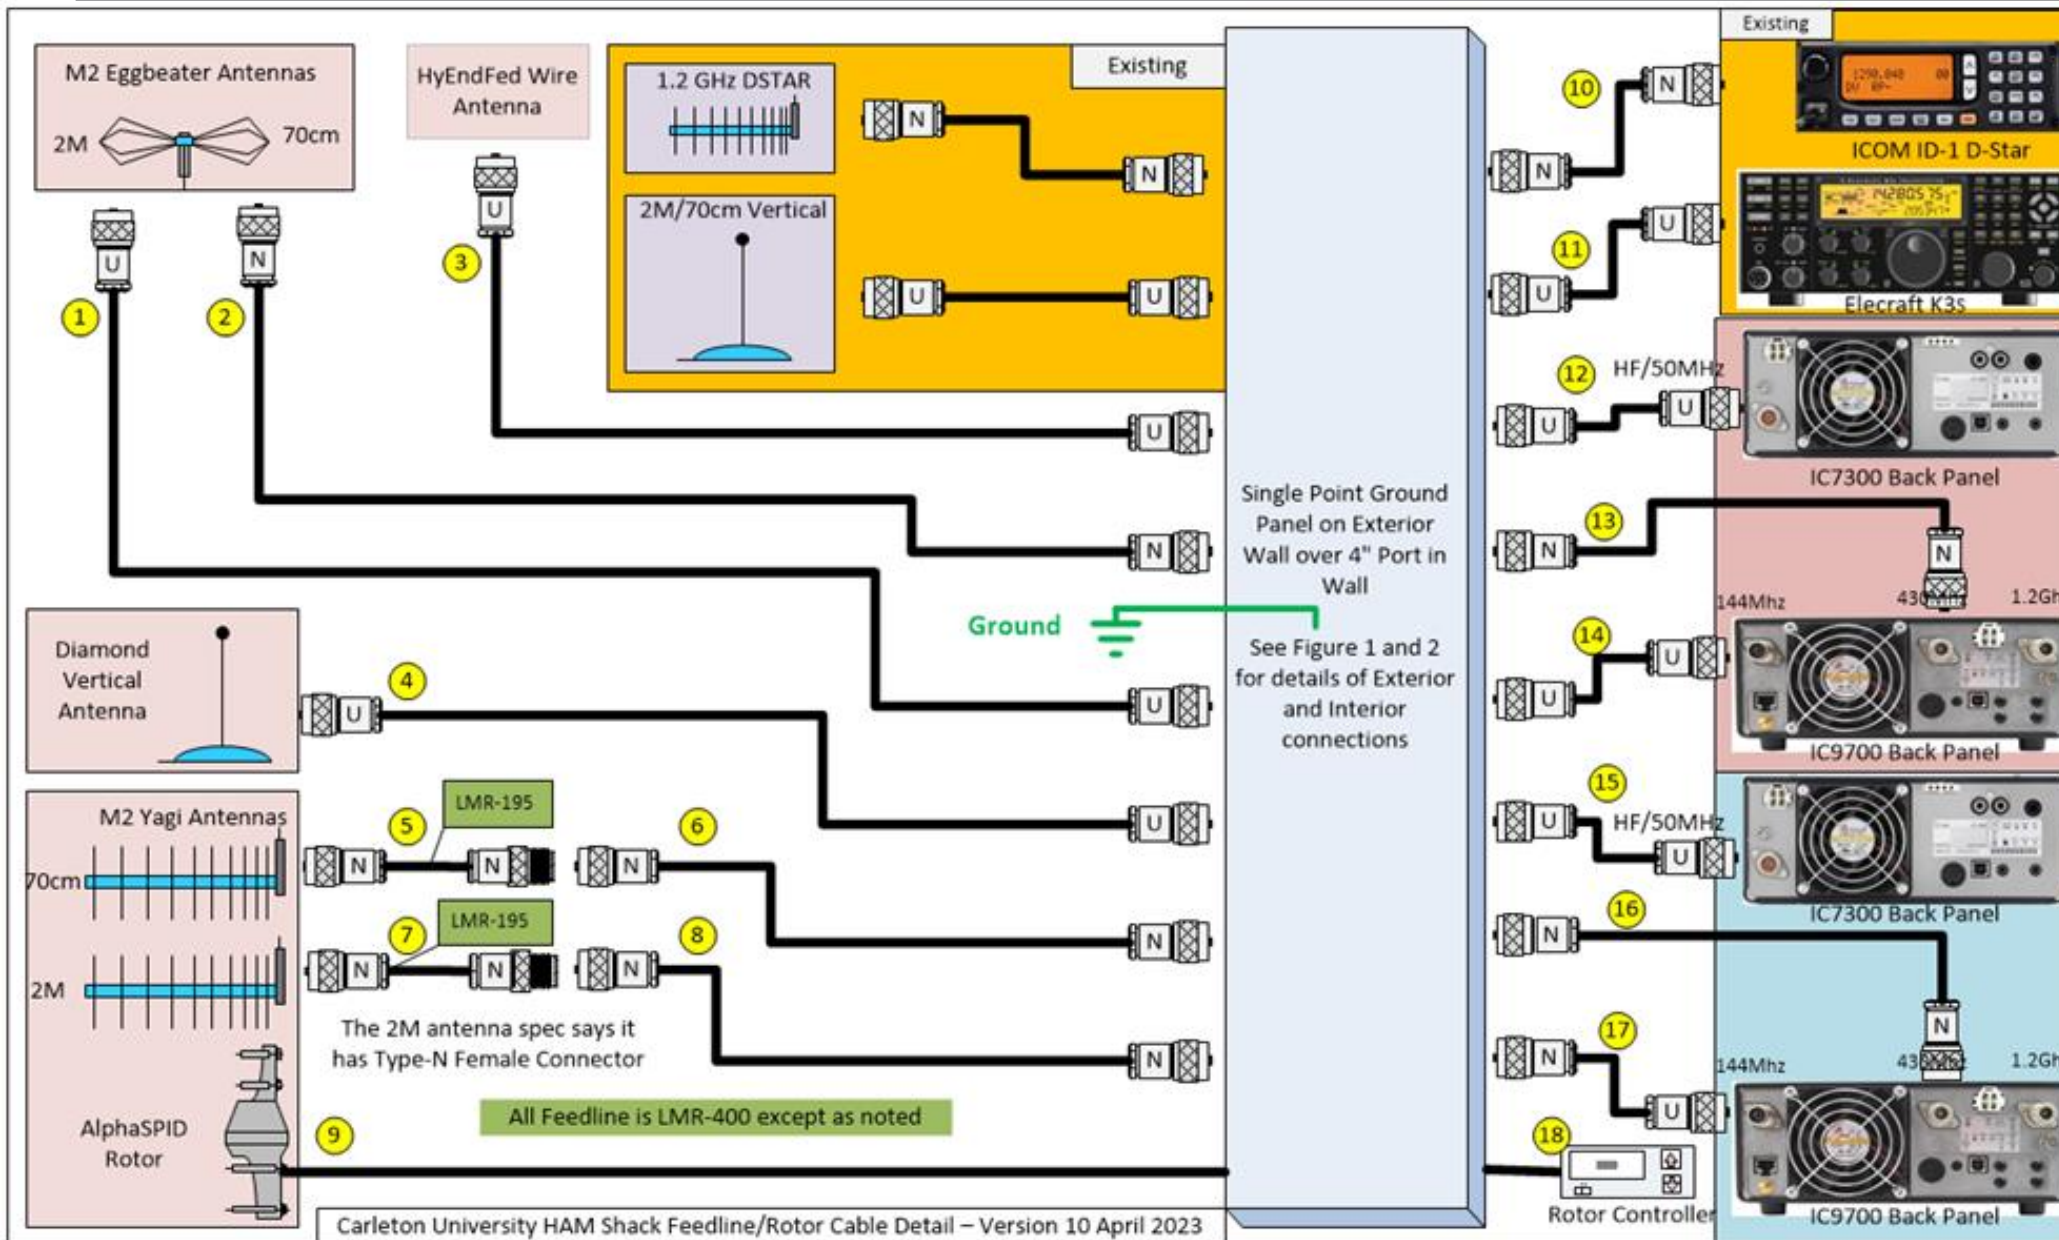 Existing
M2 Eggbeater Antennas
2M
70cm
HyEndFed Wire
Antenna
1.2 GHz DSTAR
Existing
2M/70cm Vertical
N
N
U
U
U
N
U
1
2
3
U
N
U
Ground
Diamond
Vertical
Antenna
4
U
U
M2 Yagi Antennas
70cm
2M
LMR-195
5
6
N
N
N
N
LMR-195
7
8
N
N
N
N
The 2M antenna spec says it
has Type-N Female Connector
All Feedline is LMR-400 except as noted
AlphaSPID
Rotor
9
Single Point Ground
Panel on Exterior
Wall over 4" Port in
Wall
See Figure 1 and 2
for details of Exterior
and Interior
connections
10
N
N
ICOM ID-1 D-Star
11
U
U
Elecraft K3s
12
HF/50MHz
U
U
IC7300 Back Panel
13
N
N
144Mhz
1.2Gh
14
U
U
IC9700 Back Panel
15
HF/50MHz
U
U
IC7300 Back Panel
16
N
N
17
144Mhz
1.2Gh
N
U
IC9700 Back Panel
18
Rotor Controller
Carleton University HAM Shack Feedline/Rotor Cable Detail – Version 10 April 2023